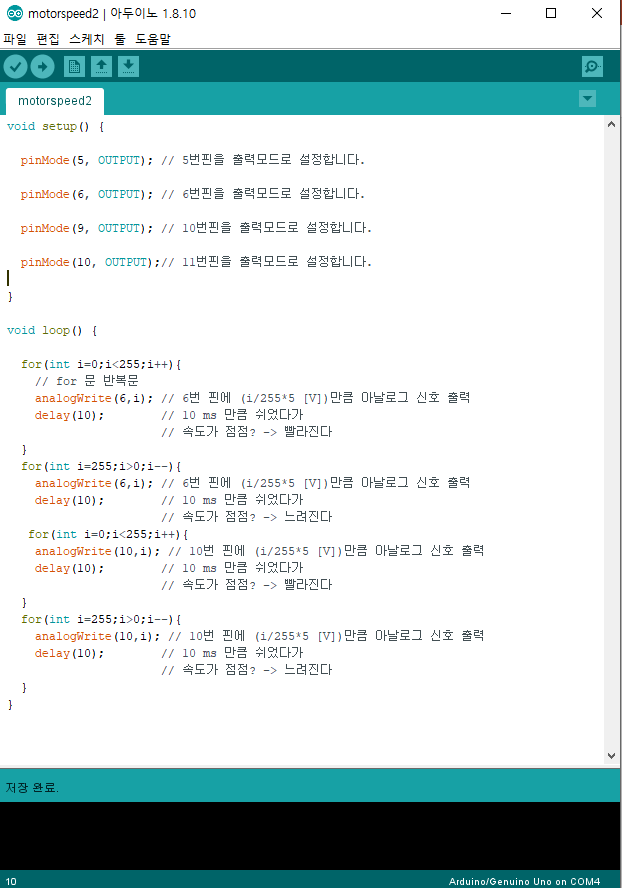 motorspeed2 | 아두이노 1.8.10
파일 편집 스케치 툴 도움말
motorspeed2
void setup() {
pinMode(5, OUTPUT); // 5번핀을 출력모드로 설정합니다.
pinMode(6, OUTPUT); // 6번핀을 출력모드로 설정합니다.
pinMode(9, OUTPUT); // 10번핀을 출력모드로 설정합니다.
pinMode(10, OUTPUT);// 11번핀을 출력모드로 설정합니다.
}
void loop() {
for(int i=0;i<255;i++){
// for 문 반복문
analogWrite(6,i); // 6번 핀에 (i/255*5 [V])만큼 아날로그 신호 출력
delay(10); // 10 ms 만큼 쉬었다가
// 속도가 점점? -> 빨라진다
}
for(int i=255;i>0;i--){
analogWrite(6,i); // 6번 핀에 (i/255*5 [V])만큼 아날로그 신호 출력
delay(10); // 10 ms 만큼 쉬었다가
// 속도가 점점? -> 느려진다
for(int i=0;i<255;i++){
analogWrite(10,i); // 10번 핀에 (i/255*5 [V])만큼 아날로그 신호 출력
delay(10); // 10 ms 만큼 쉬었다가
// 속도가 점점? -> 빨라진다
}
for(int i=255;i>0;i--){
analogWrite(10,i); // 10번 핀에 (i/255*5 [V])만큼 아날로그 신호 출력
delay(10); // 10 ms 만큼 쉬었다가
// 속도가 점점? -> 느려진다
}
}
저장 완료.
10 Arduino/Genuino Uno on COM4